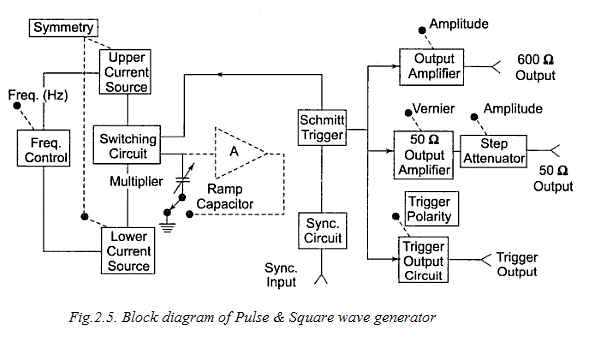 Symmetry
Upper
Current
Source
Freq. (Hz)
Freq.
Control
Switching
Circuit
Multiplier
A
Ramp
Capacitor
Lower
Current
Source
Schmitt
Trigger
Sync.
Circuit
Sync.
Input
Amplitude
Output
Amplifier
600 Ω
Output
Vernier
Amplitude
50 Ω
Output
Amplifier
Step
Attenuator
50 Ω
Output
Trigger
Polarity
Trigger
Output
Circuit
Trigger
Output
Fig.2.5. Block diagram of Pulse & Square wave generator